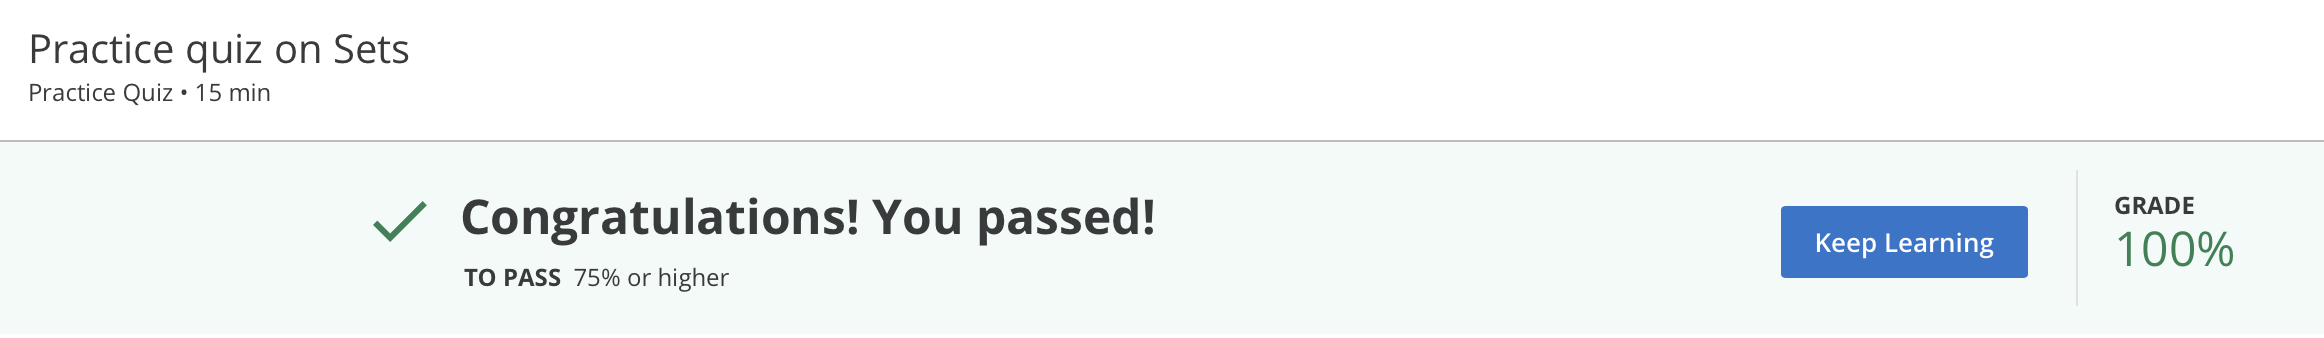 Practice quiz on Sets
Practice Quiz • 15 min
Congratulations! You passed!
TO PASS 75% or higher
Keep Learning
GRADE
100%